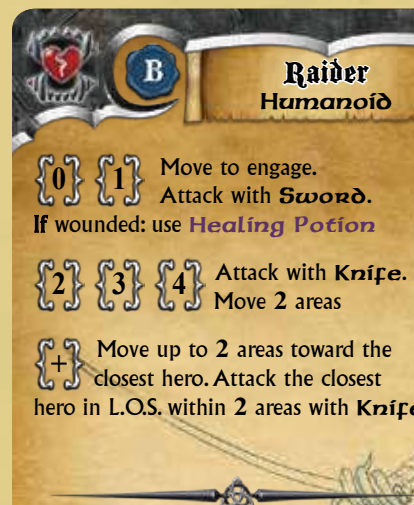 B
Raider
Humanoid
{0} {1} Move to engage.
Attack with Sword.
If wounded: use Healing Potion
{2} {3} {4} Attack with Knife.
Move 2 areas
{+} Move up to 2 areas toward the
closest hero. Attack the closest
hero in L.O.S. within 2 areas with Knife